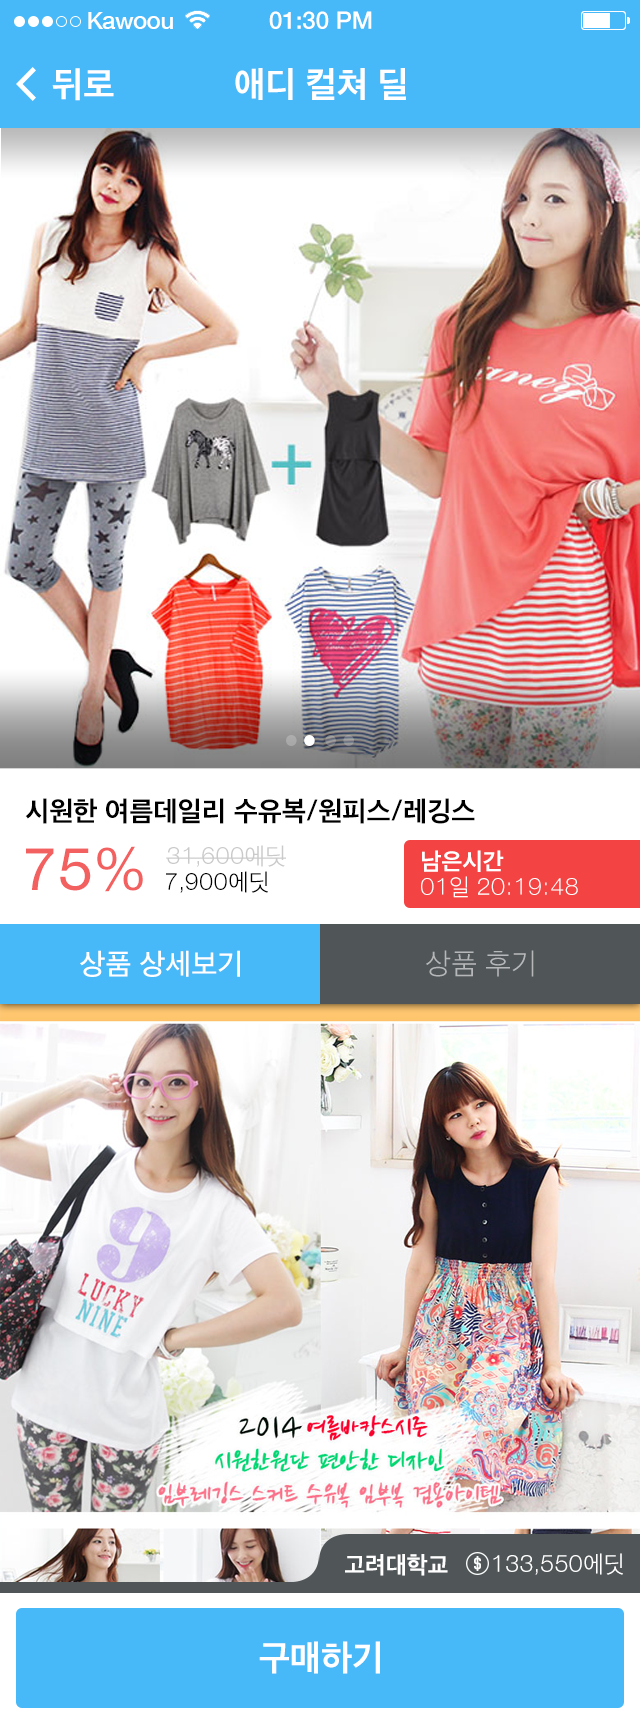 Kawoou 01:30 PM
뒤로 애디 컬쳐 딜
시원한 여름데일리 수유복/원피스/레깅스
75% 31,600에딧
7,900에딧
남은시간
01일 20:19:48
상품 상세보기 상품 후기
9
LUCKY
NINE
2014 여름바캉스시즌
시원한원단 편안한 디자인
임부레깅스 스커트 수유복 임부복 겸용아이템
고려대학교 $133,550에딧
구매하기